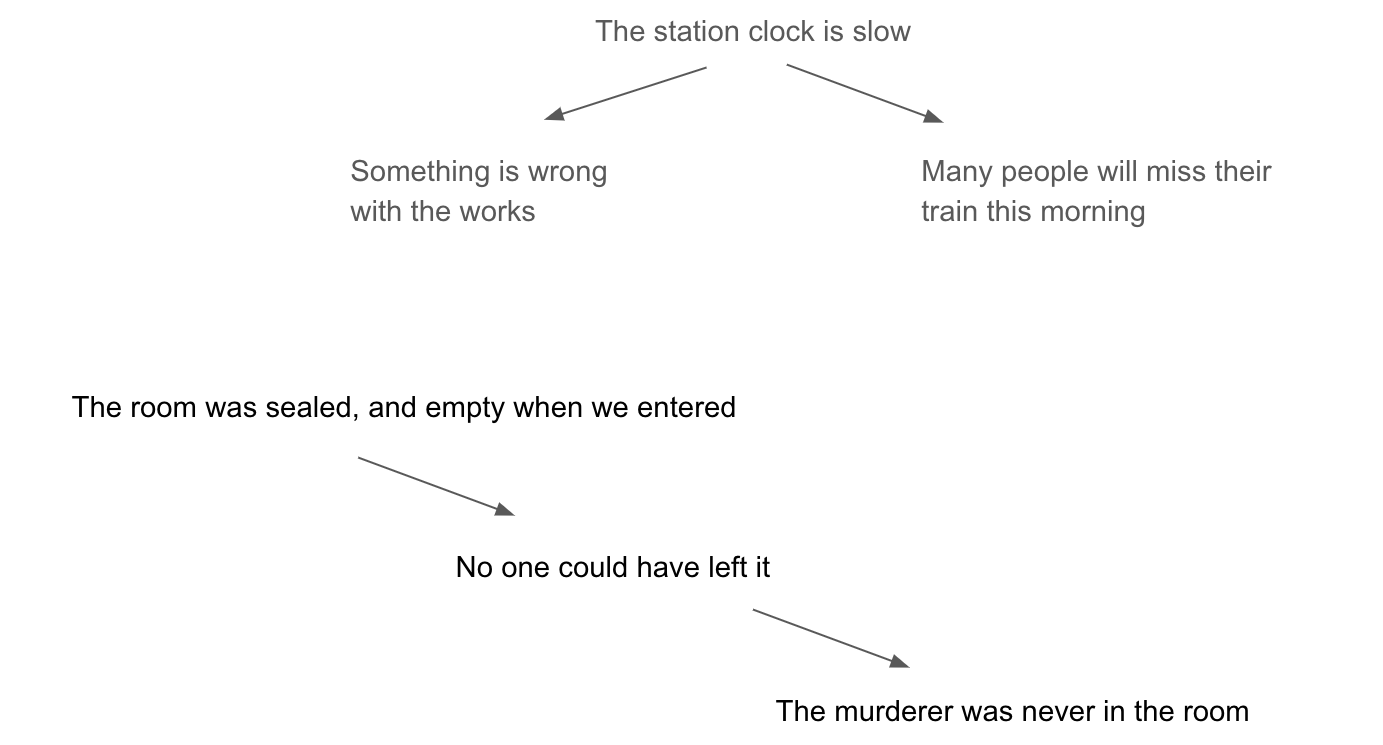 The station clock is slow
Something is wrong
with the works
Many people will miss their
train this morning
The room was sealed, and empty when we entered
No one could have left it
The murderer was never in the room